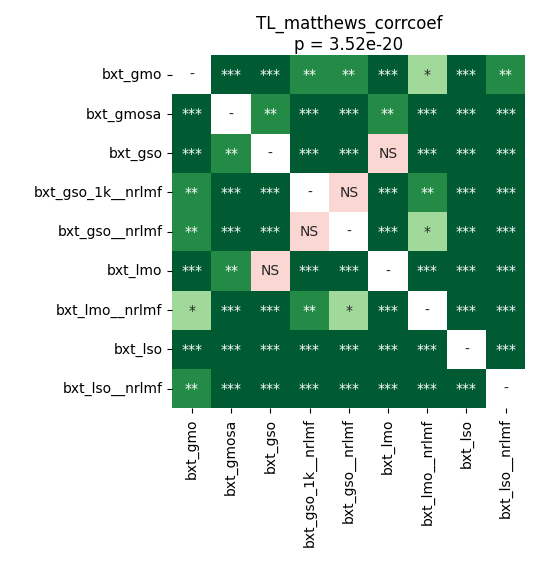 TL_matthews_corrcoef
p = 3.52e-20
bxt_gmo - *** *** ** ** *** * *** **
bxt_gmosa *** - ** *** *** ** *** *** ***
bxt_gso *** ** - *** *** NS *** *** ***
bxt_gso_1k__nrlmf ** *** *** - NS *** ** *** ***
bxt_gso__nrlmf ** *** *** NS - *** * *** ***
bxt_lmo *** ** NS *** *** - *** *** ***
bxt_lmo__nrlmf * *** *** ** * *** - *** ***
bxt_lso *** *** *** *** *** *** *** - ***
bxt_lso__nrlmf ** *** *** *** *** *** *** *** -
bxt_gmo
bxt_gmosa
bxt_gso
bxt_gso_1k__nrlmf
bxt_gso__nrlmf
bxt_lmo
bxt_lmo__nrlmf
bxt_lso
bxt_lso__nrlmf